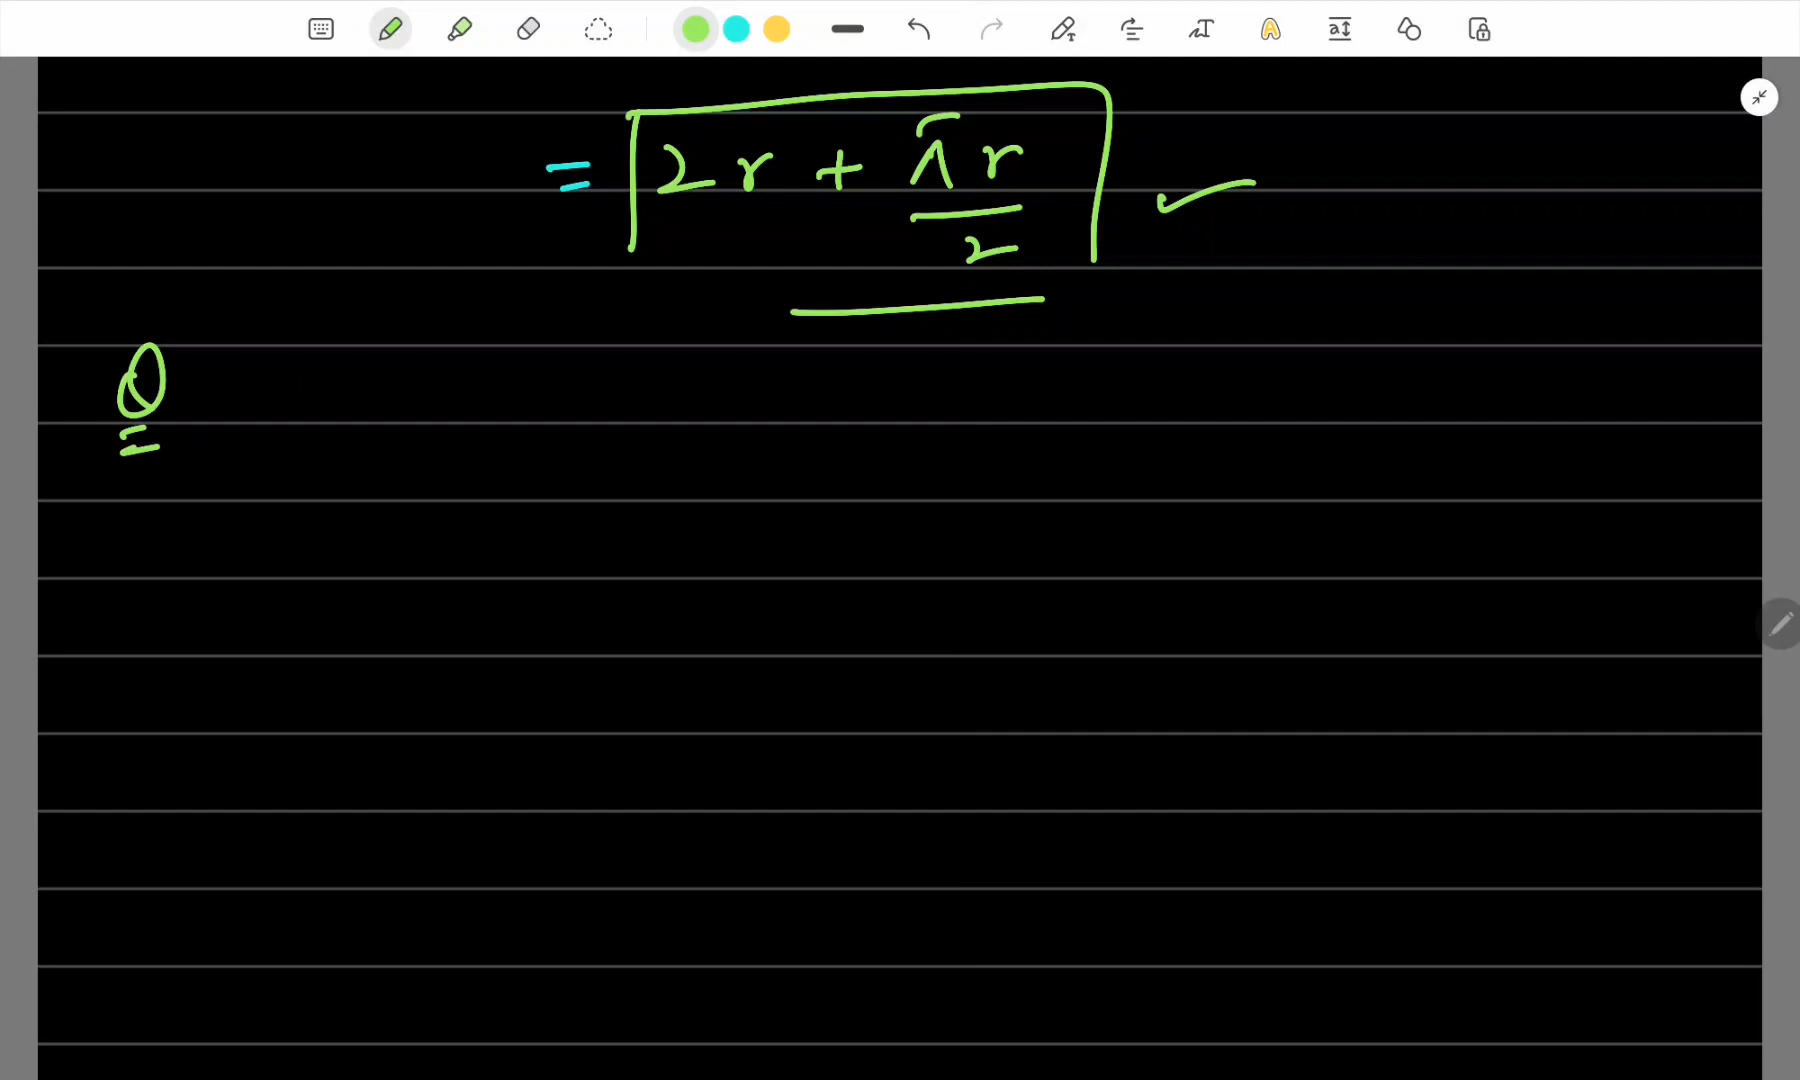 = 2r + πr/2 ✓
Q